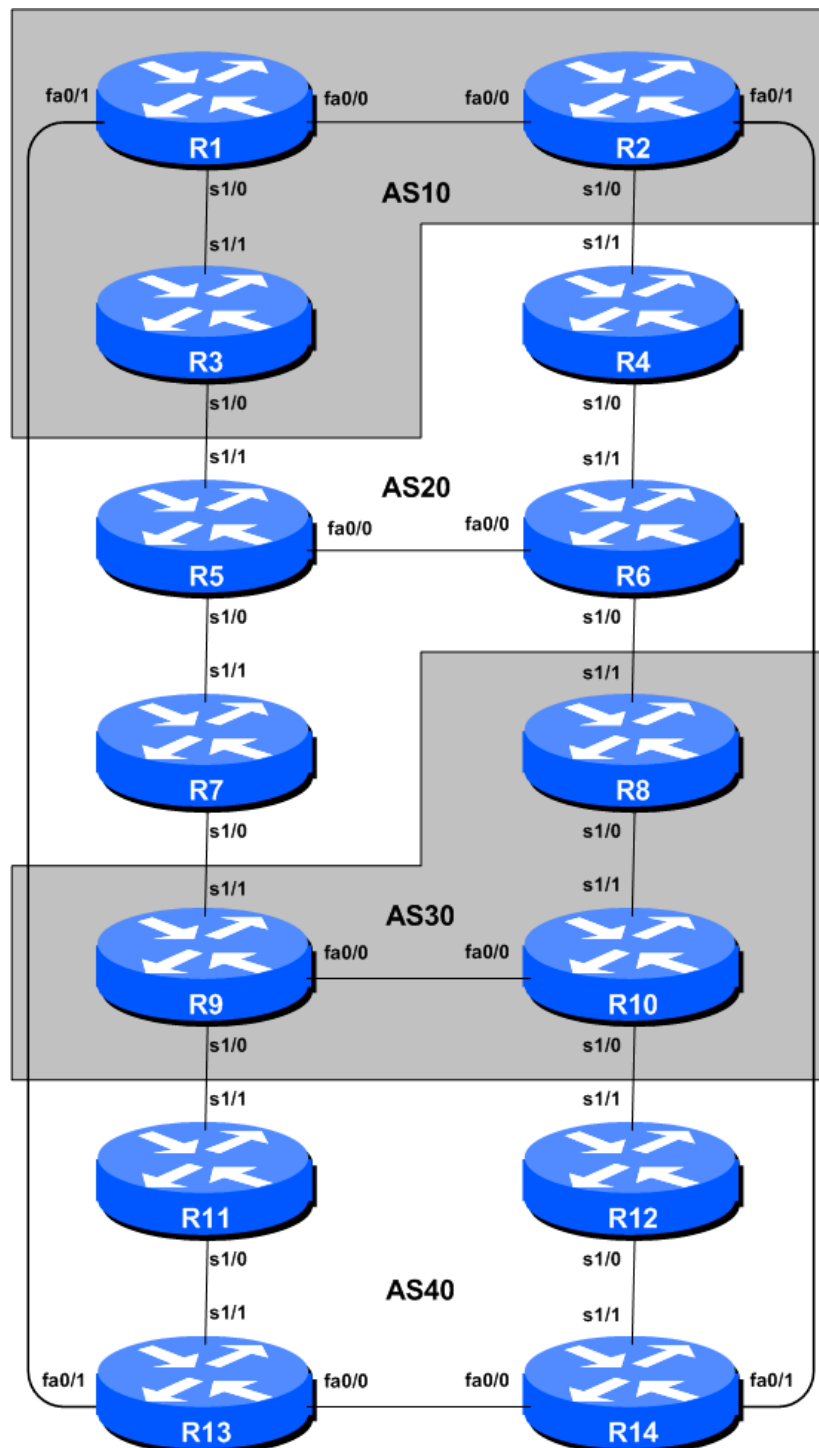 fa0/1 fa0/0 fa0/0 fa0/1
R1 R2
s1/0 AS10 s1/0
s1/1 s1/1
R3 R4
s1/0 s1/0
s1/1 AS20 s1/1
fa0/0 fa0/0
R5 R6
s1/0 s1/0
s1/1 s1/1
R7 R8
s1/0 s1/0
s1/1 AS30 s1/1
fa0/0 fa0/0
R9 R10
s1/0 s1/0
s1/1 s1/1
R11 R12
s1/0 s1/0
AS40
s1/1 s1/1
fa0/1 fa0/0 fa0/0 fa0/1
R13 R14